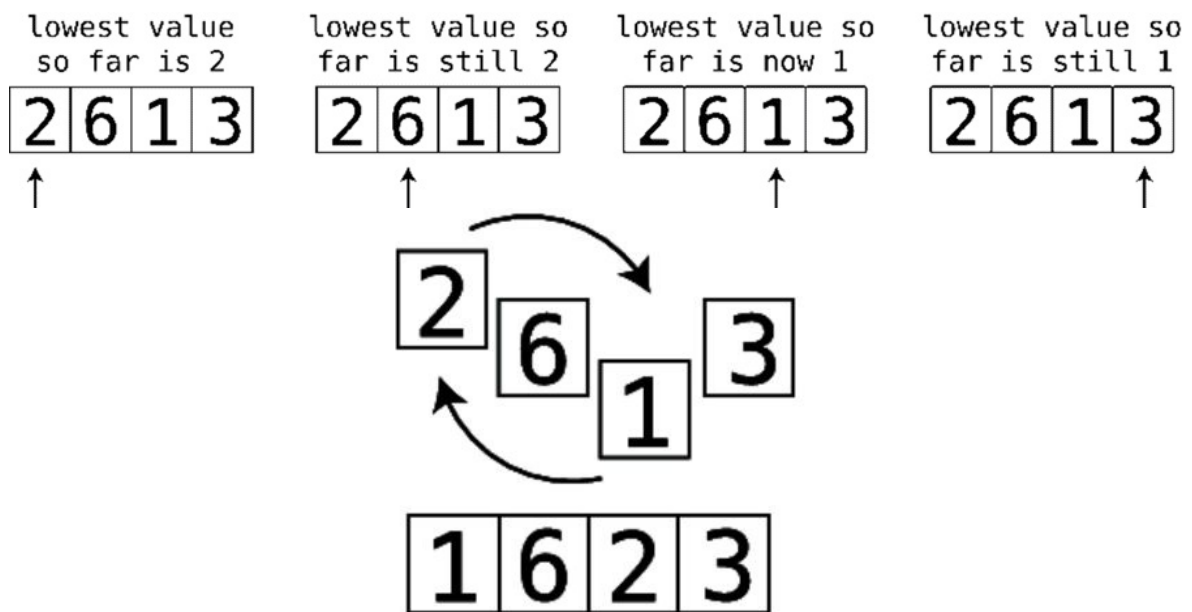 lowest value
so far is 2
2 6 1 3
lowest value so
far is still 2
2 6 1 3
lowest value so
far is now 1
2 6 1 3
lowest value so
far is still 1
2 6 1 3
2 6 1 3
1 6 2 3